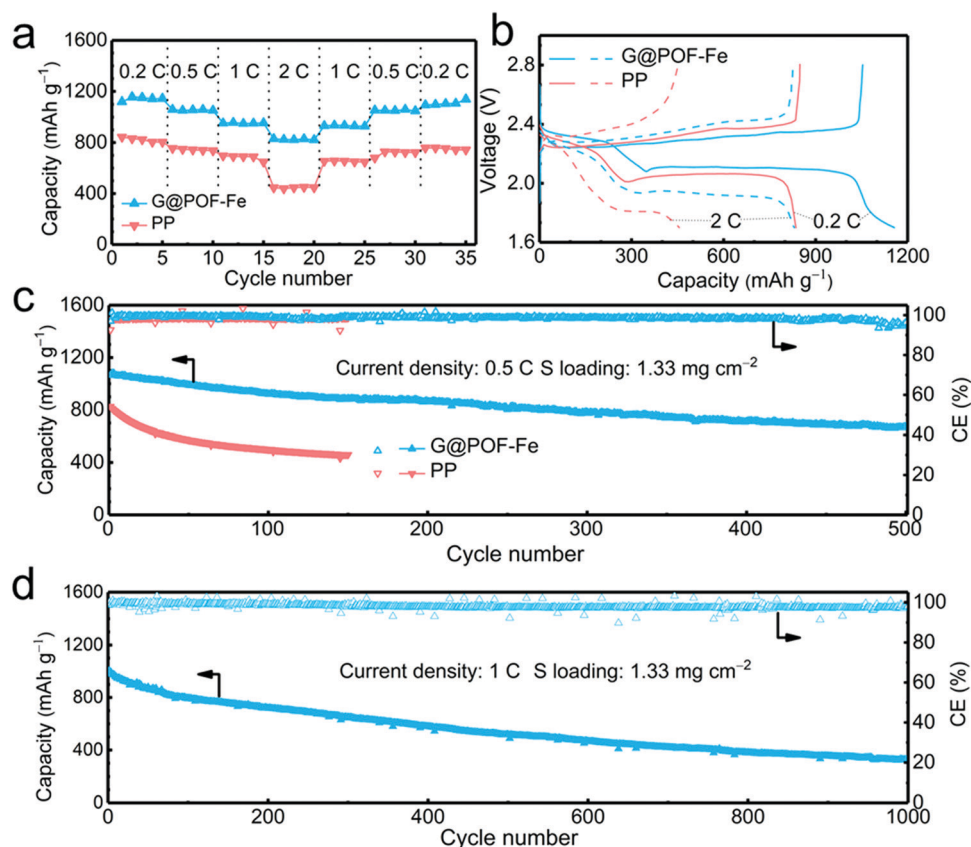 a
1600
1200
800
400
0
Capacity (mAh g⁻¹)
0.2 C 0.5 C 1 C 2 C 1 C 0.5 C 0.2 C
G@POF-Fe
PP
0 5 10 15 20 25 30 35
Cycle number
b
2.8
2.4
2.0
1.6
Voltage (V)
G@POF-Fe
PP
2 C 0.2 C
0 300 600 900 1200
Capacity (mAh g⁻¹)
c
1600
1200
800
400
0
Capacity (mAh g⁻¹)
Current density: 0.5 C S loading: 1.33 mg cm⁻²
G@POF-Fe
PP
100
80
60
40
20
0
CE (%)
0 100 200 300 400 500
Cycle number
d
1600
1200
800
400
0
Capacity (mAh g⁻¹)
Current density: 1 C S loading: 1.33 mg cm⁻²
100
80
60
40
20
0
CE (%)
0 200 400 600 800 1000
Cycle number